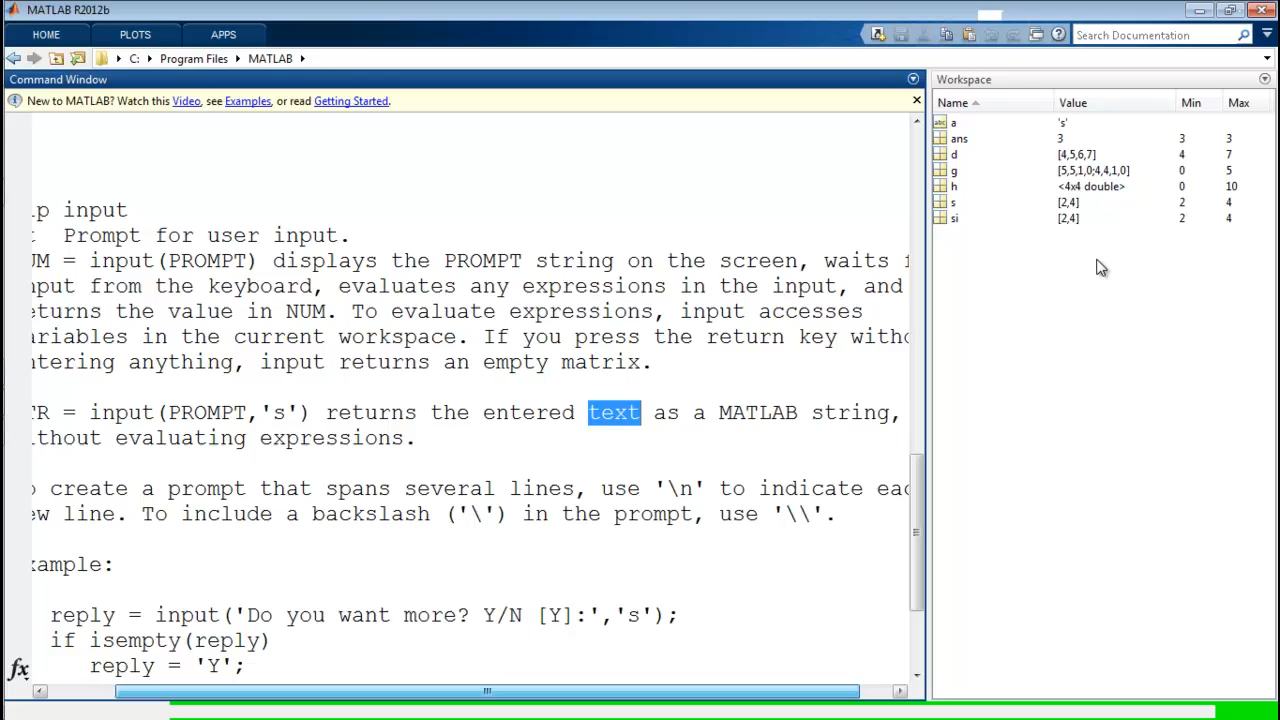 MATLAB R2012b
HOME PLOTS APPS
Search Documentation
C: Program Files MATLAB
Command Window
New to MATLAB? Watch this Video, see Examples, or read Getting Started.
lp input
t Prompt for user input.
UM = input(PROMPT) displays the PROMPT string on the screen, waits f
nput from the keyboard, evaluates any expressions in the input, and
eturns the value in NUM. To evaluate expressions, input accesses
ariables in the current workspace. If you press the return key witho
ntering anything, input returns an empty matrix.
TR = input(PROMPT,'s') returns the entered text as a MATLAB string,
ithout evaluating expressions.
o create a prompt that spans several lines, use '\n' to indicate eac
ew line. To include a backslash ('\') in the prompt, use '\\'.
xample:
reply = input('Do you want more? Y/N [Y]:','s');
if isempty(reply)
reply = 'Y';
fx
Workspace
Name Value Min Max
abc a 's'
ans 3 3 3
d [4,5,6,7] 4 7
g [5,5,1,0;4,4,1,0] 0 5
h <4x4 double> 0 10
s [2,4] 2 4
si [2,4] 2 4